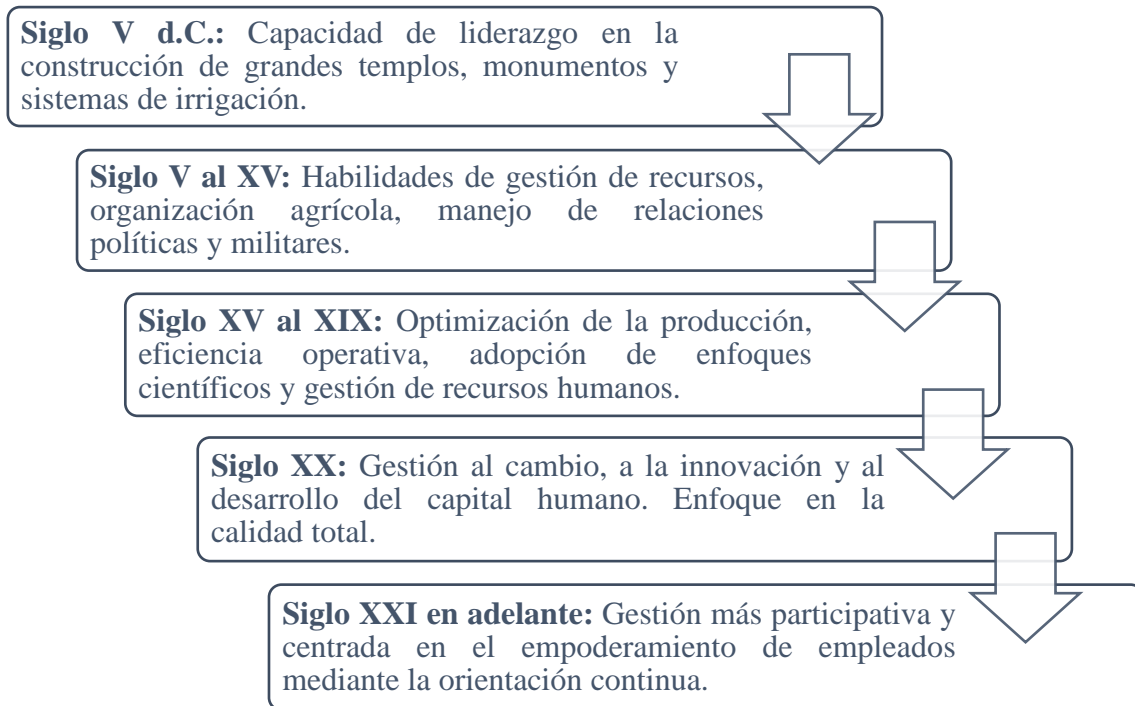 Siglo V d.C.: Capacidad de liderazgo en la
construcción de grandes templos, monumentos y
sistemas de irrigación.
Siglo V al XV: Habilidades de gestión de recursos,
organización agrícola, manejo de relaciones
políticas y militares.
Siglo XV al XIX: Optimización de la producción,
eficiencia operativa, adopción de enfoques
científicos y gestión de recursos humanos.
Siglo XX: Gestión al cambio, a la innovación y al
desarrollo del capital humano. Enfoque en la
calidad total.
Siglo XXI en adelante: Gestión más participativa y
centrada en el empoderamiento de empleados
mediante la orientación continua.